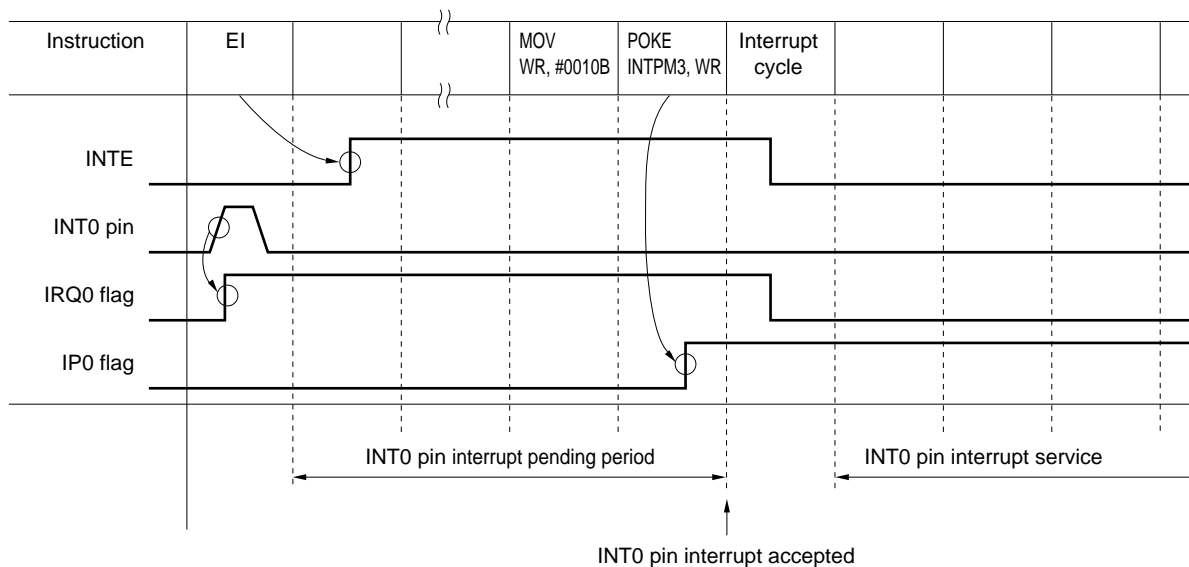 Instruction
EI
MOV
WR, #0010B
POKE
INTPM3, WR
Interrupt
cycle
INTE
INT0 pin
IRQ0 flag
IP0 flag
INT0 pin interrupt pending period
INT0 pin interrupt service
INT0 pin interrupt accepted